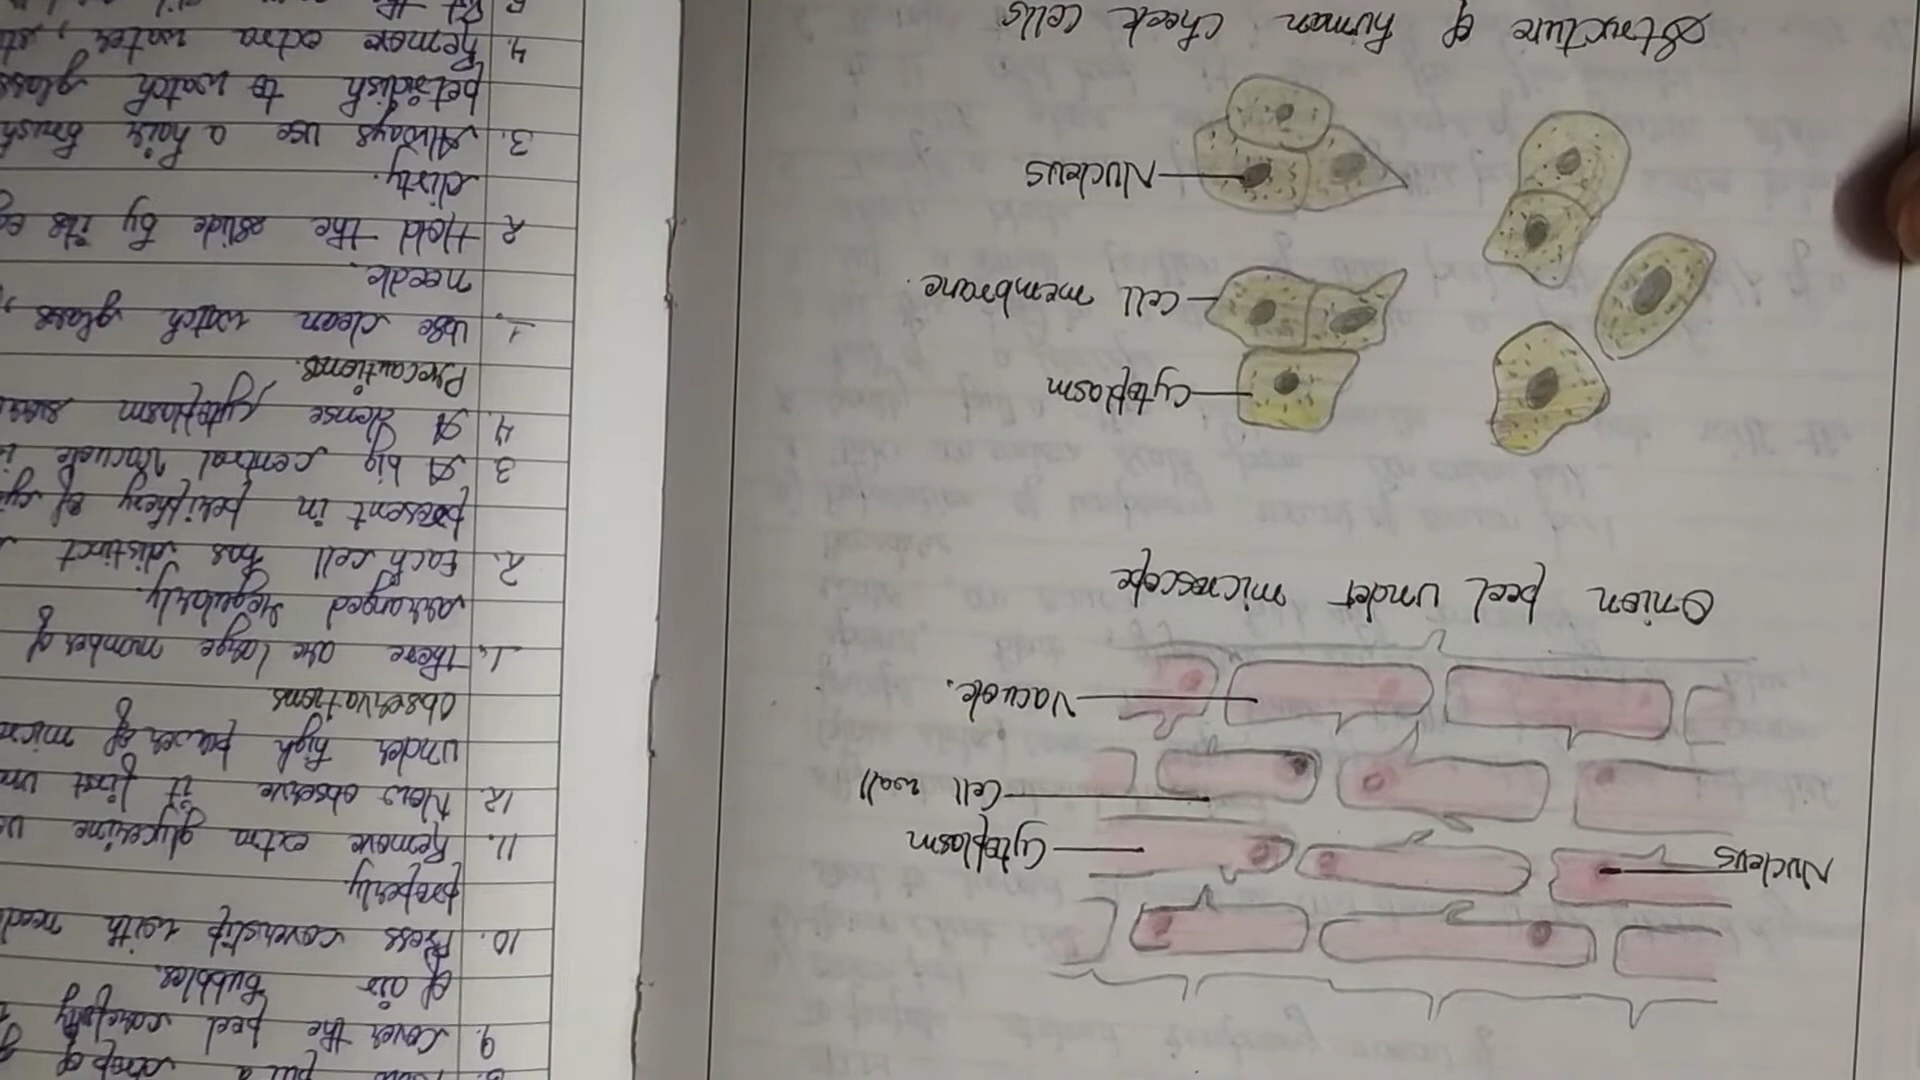 Nucleus
Cytoplasm
Cell wall
Vacuole.
Onion peel under microscope
Cytoplasm
Cell membrane.
Nucleus
Structure of human cheek cells
put a drop of
9. Cover the peel carefully
of air bubbles.
10. Press coverslip with
properly.
11. Remove extra glycerine
12. Now observe it first
under high power of
Observations
1. There are large number of
arranged regularly.
2. Each cell has distinct
present in periphery of
3. A big central Vacuole
4. A dense cytoplasm
Precautions.
1. Use clean watch glass,
needle.
2. Hold the slide by its
dirty.
3. Always use a hair brush
petridish to watch glass
4. Remove extra water,